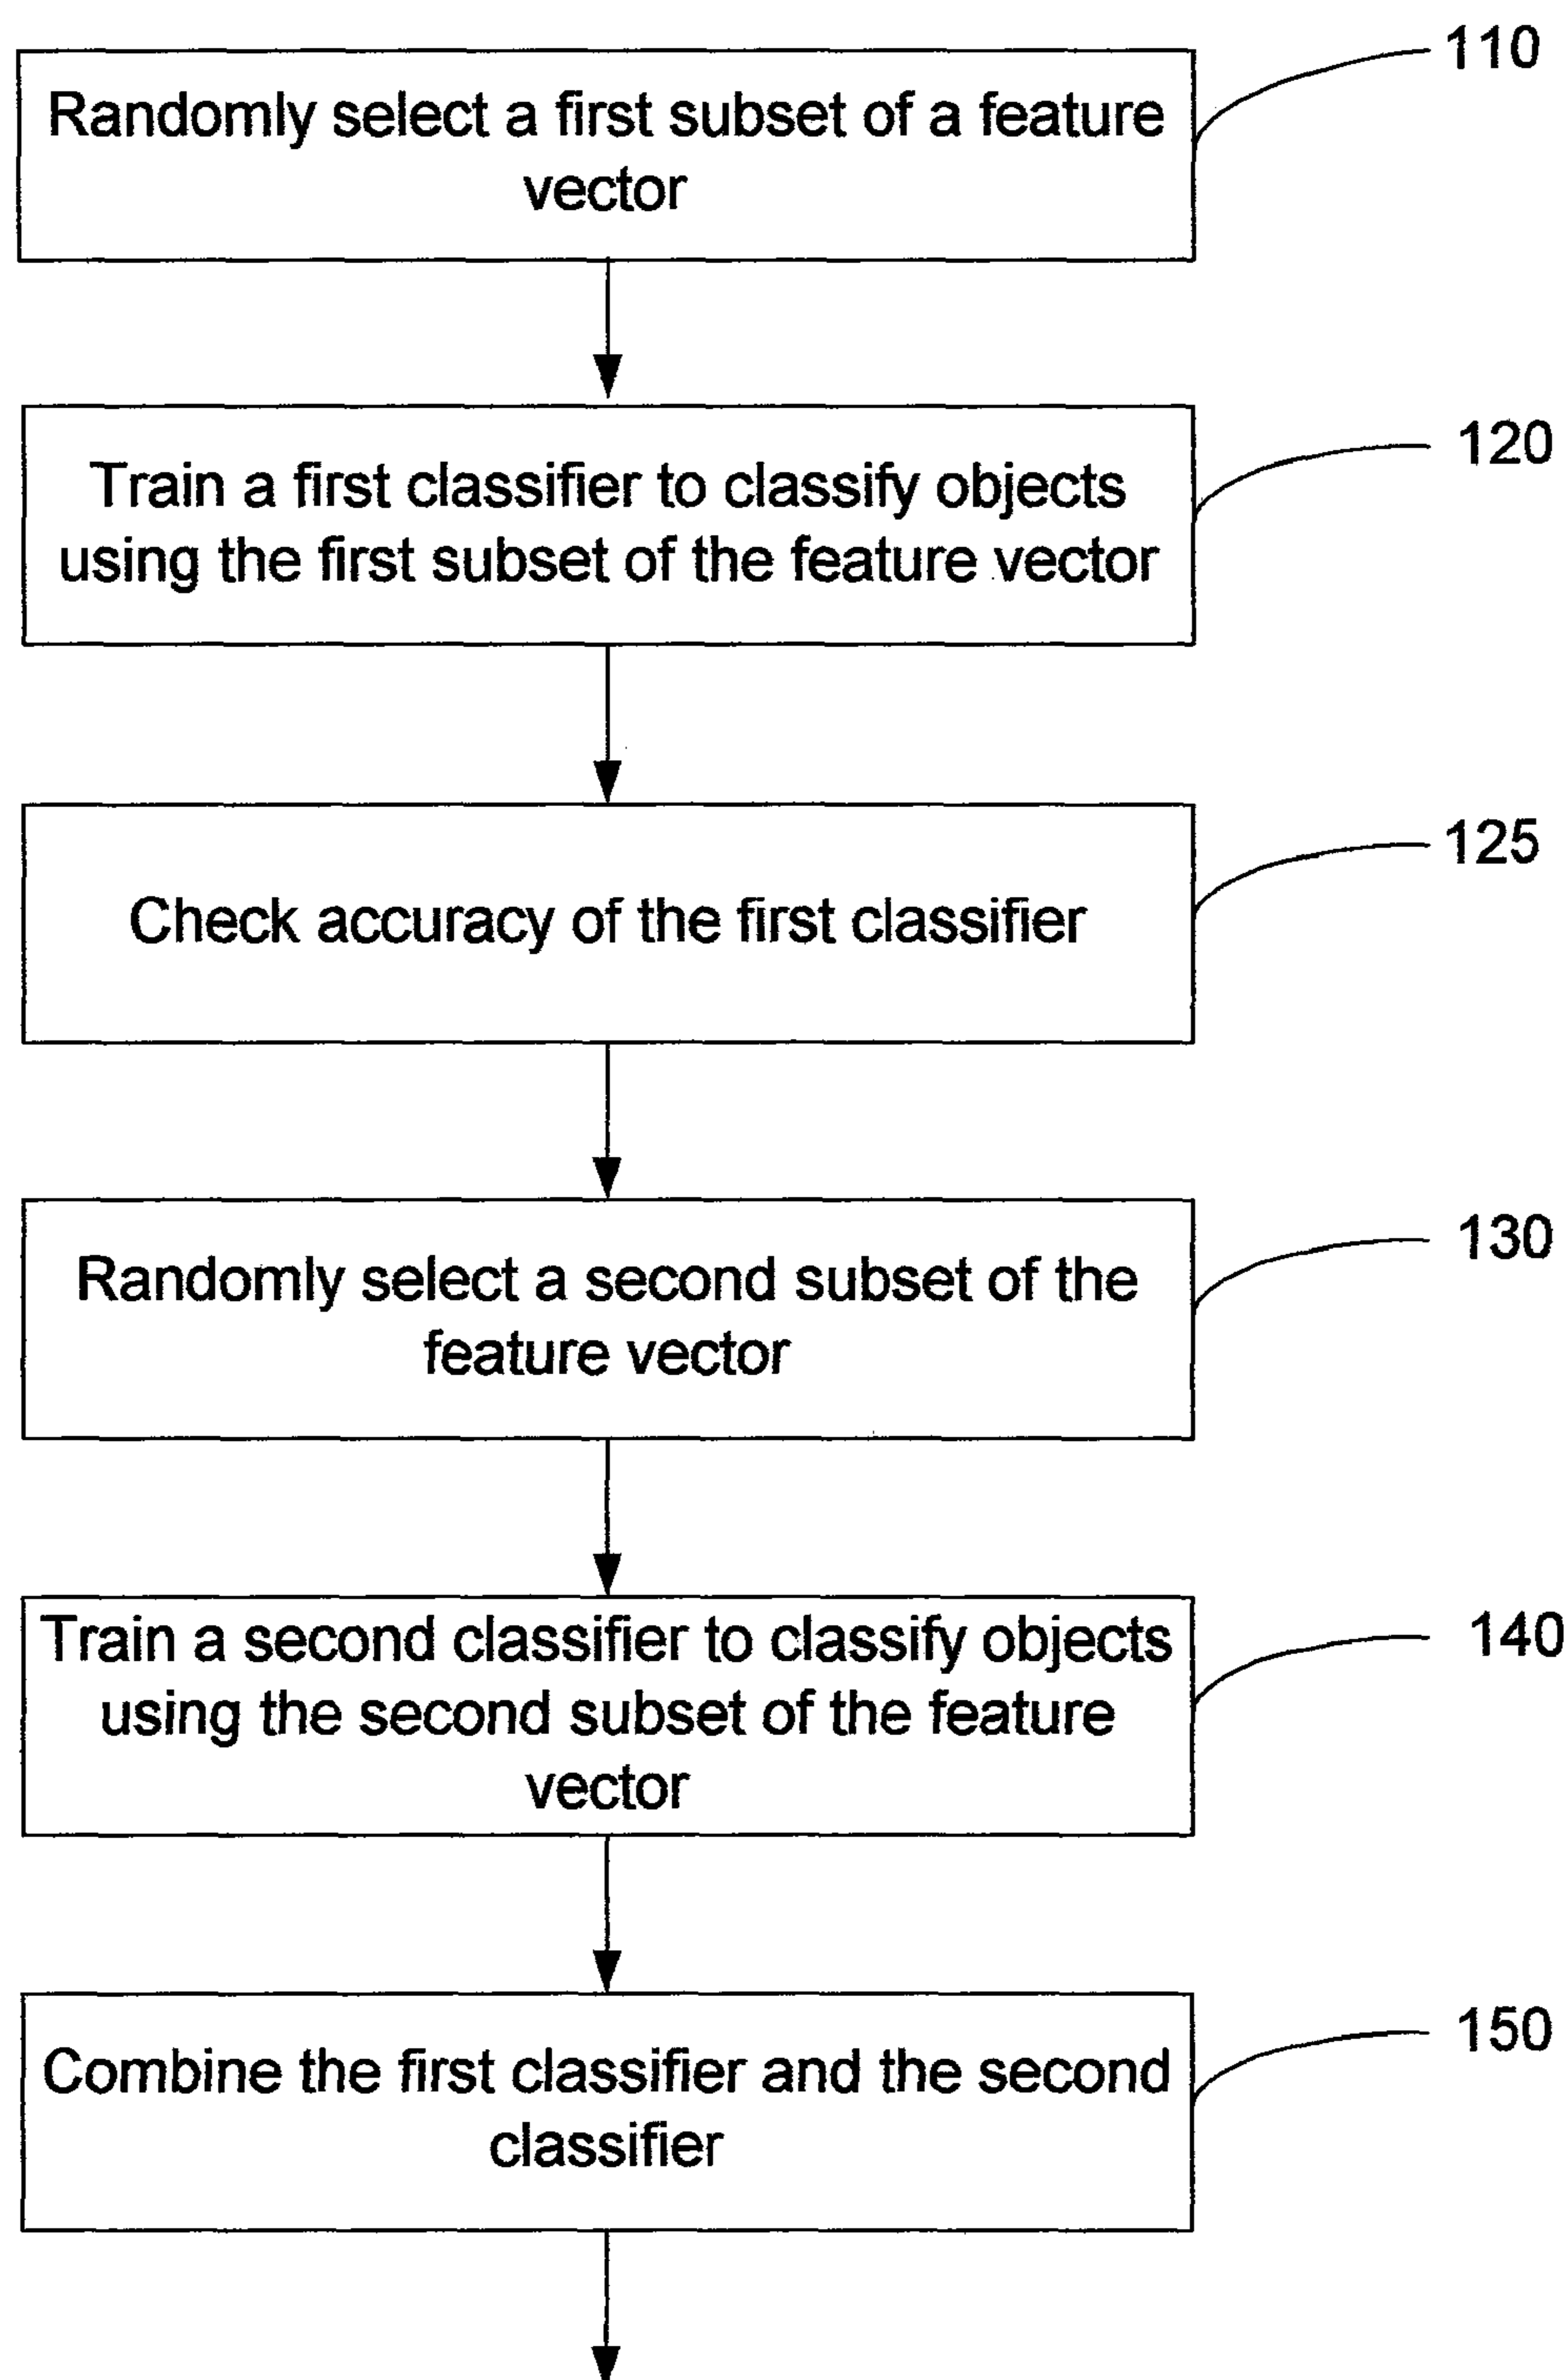 110
Randomly select a first subset of a feature
vector
120
Train a first classifier to classify objects
using the first subset of the feature vector
125
Check accuracy of the first classifier
130
Randomly select a second subset of the
feature vector
140
Train a second classifier to classify objects
using the second subset of the feature
vector
150
Combine the first classifier and the second
classifier